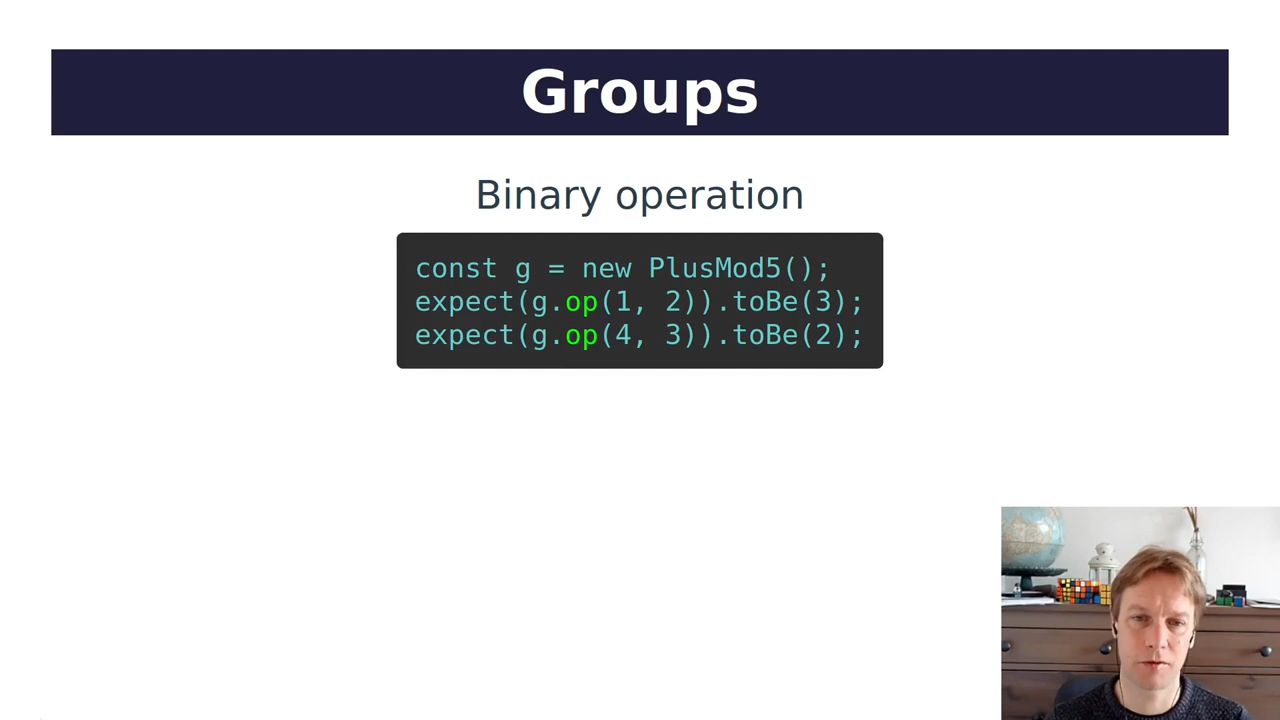 Groups
Binary operation
const g = new PlusMod5();
expect(g.op(1, 2)).toBe(3);
expect(g.op(4, 3)).toBe(2);